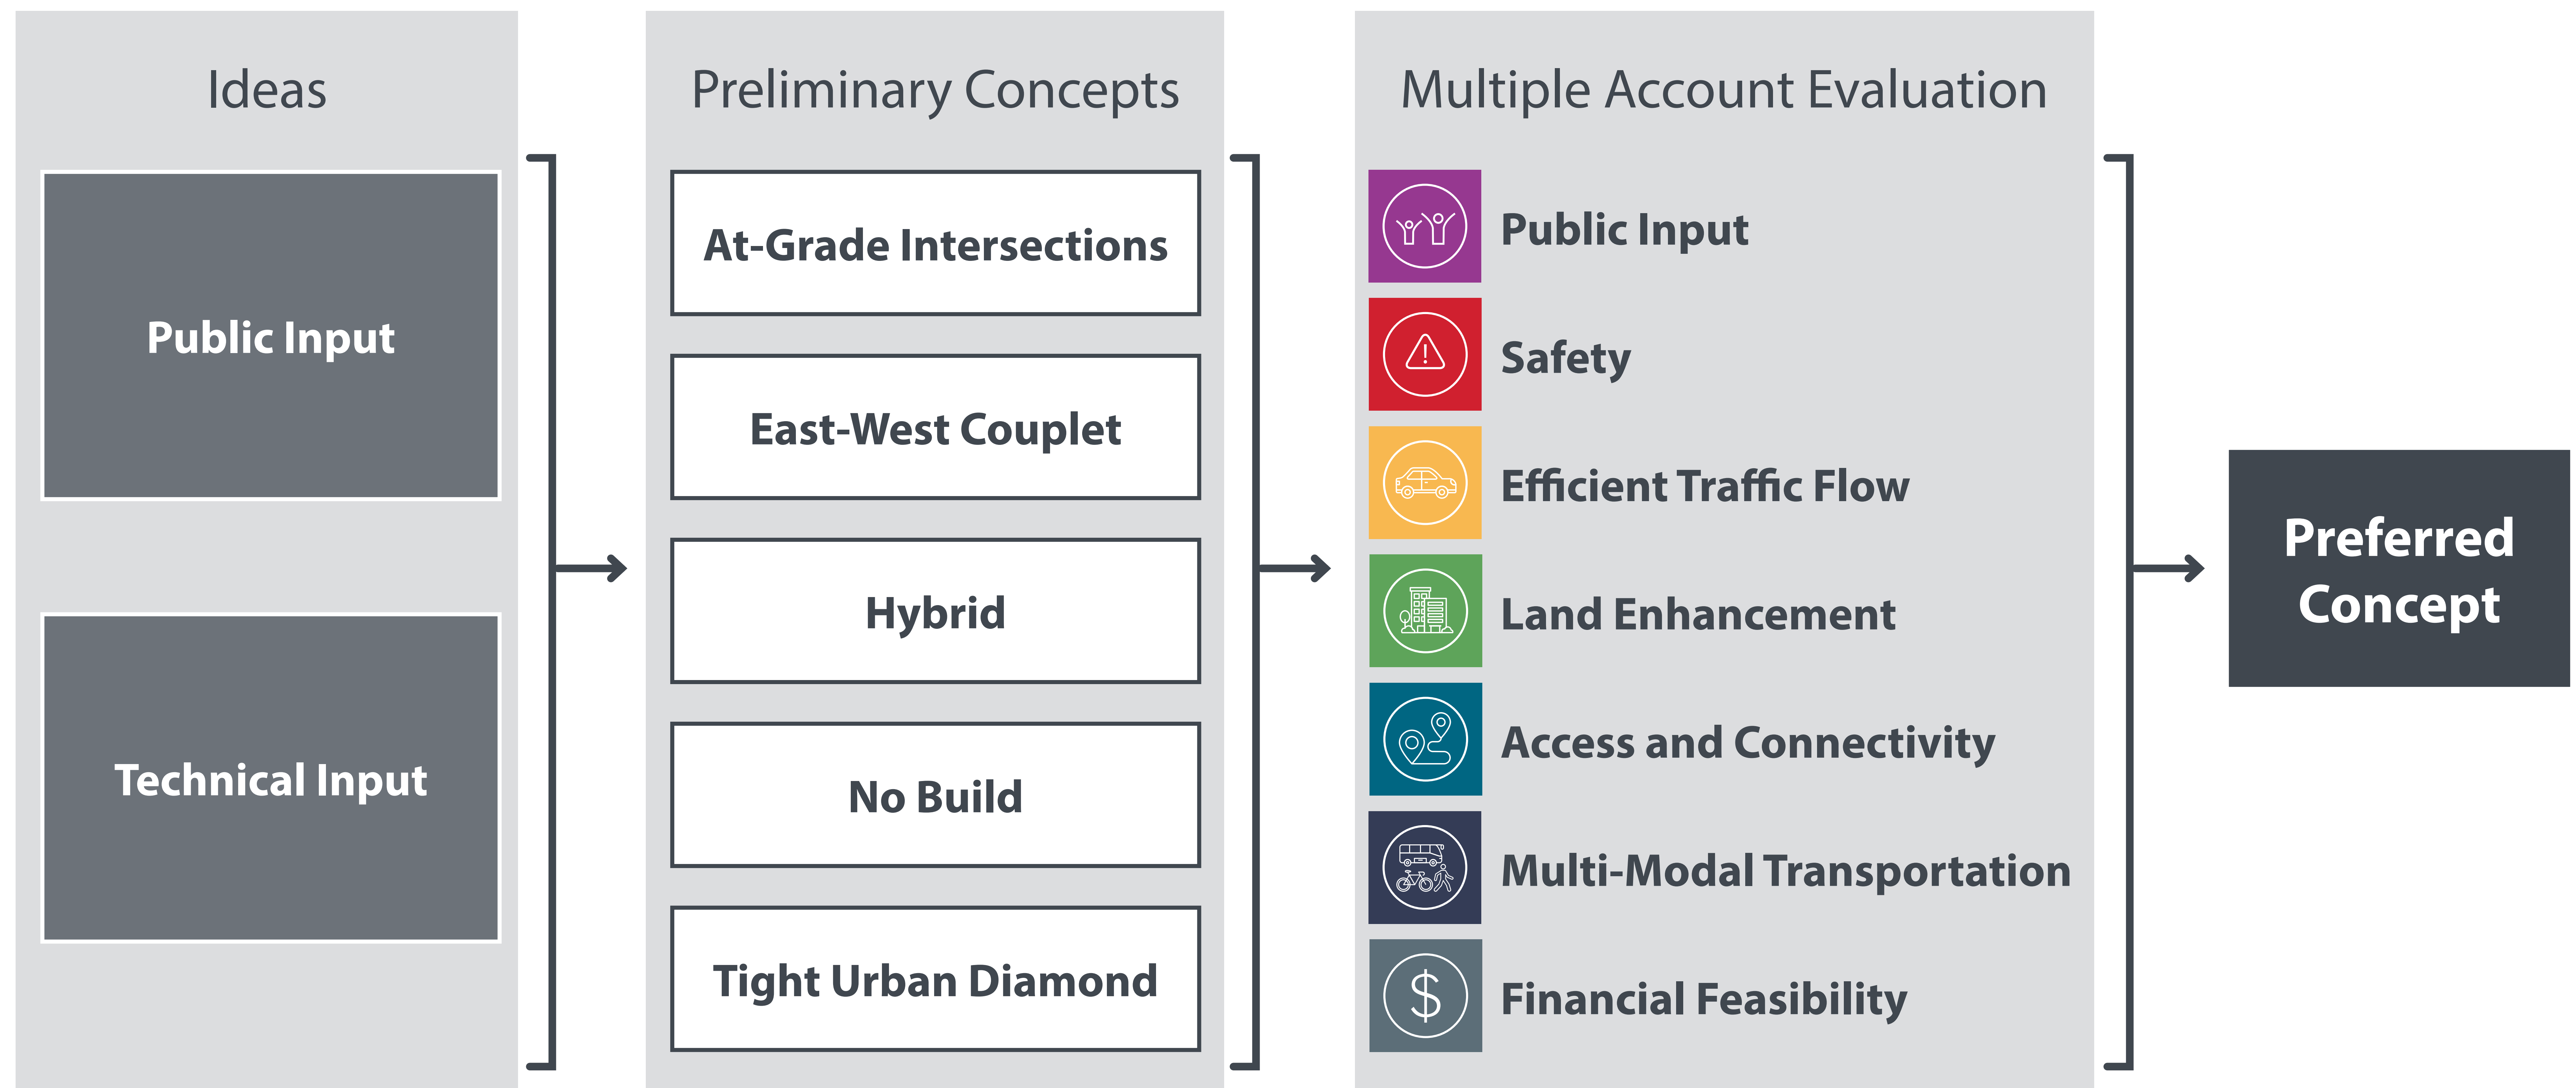 Ideas
Public Input
Technical Input
Preliminary Concepts
At-Grade Intersections
East-West Couplet
Hybrid
No Build
Tight Urban Diamond
Multiple Account Evaluation
Public Input
Safety
Efficient Traffic Flow
Land Enhancement
Access and Connectivity
Multi-Modal Transportation
$
Financial Feasibility
Preferred
Concept